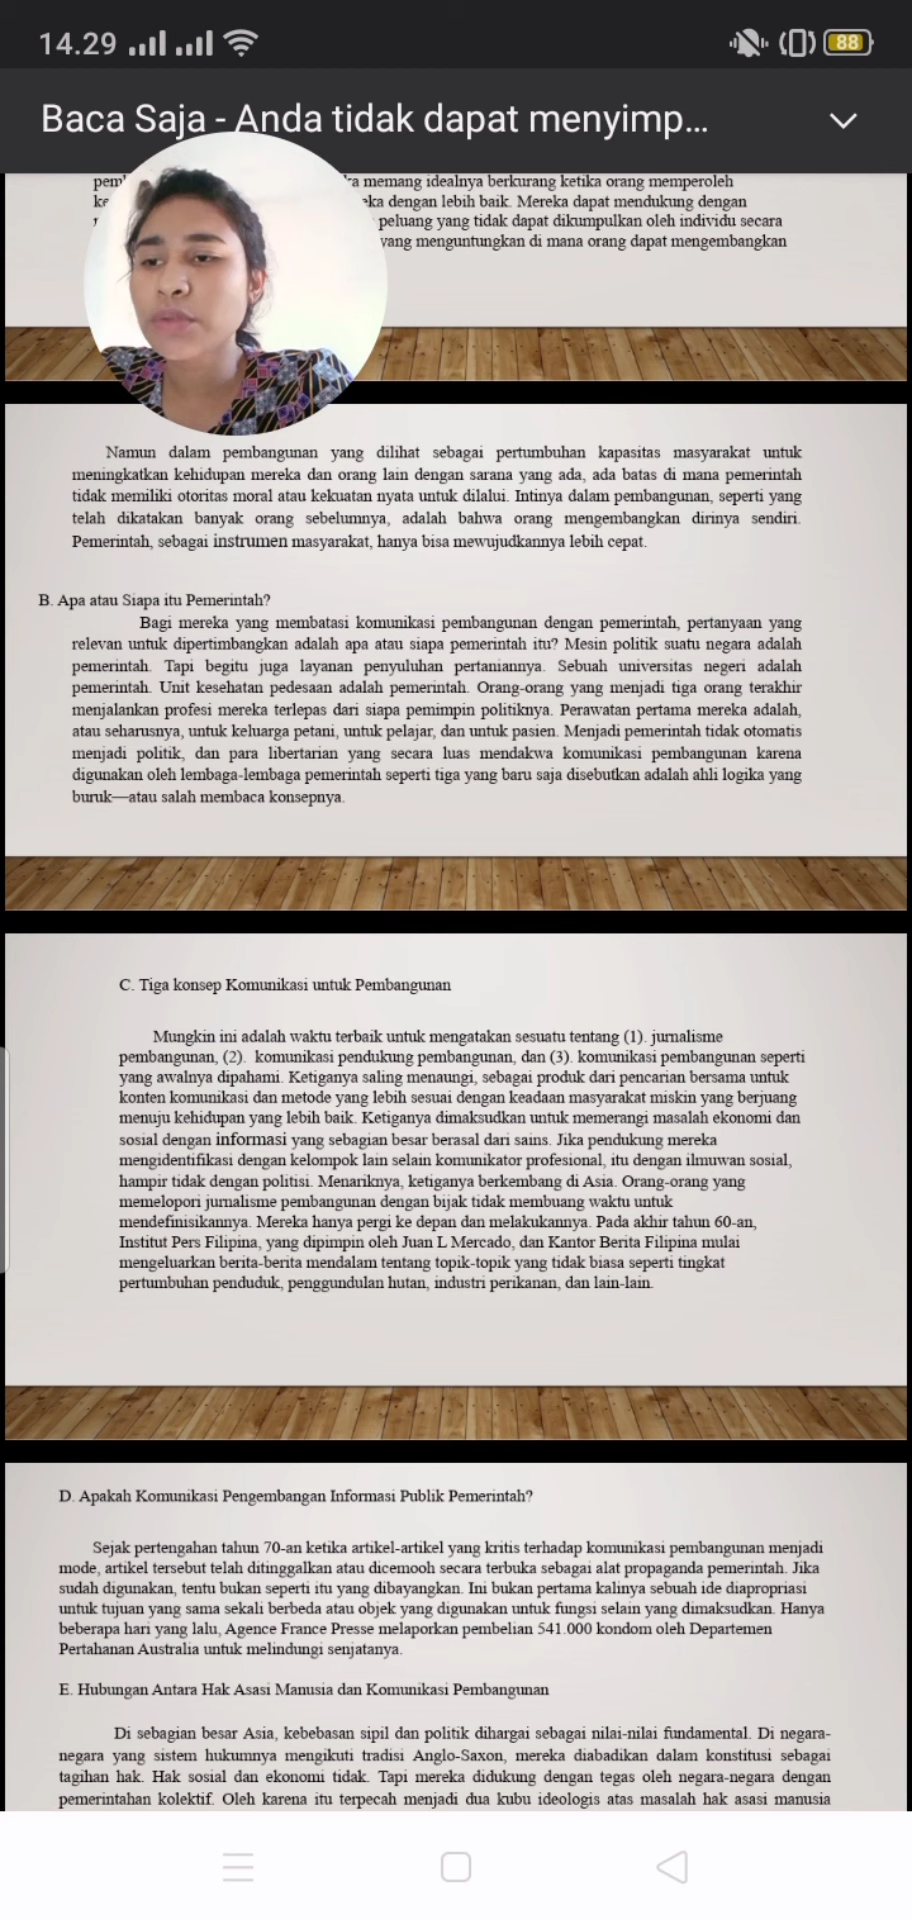 14.29
88
Baca Saja - Anda tidak dapat menyimp...
memang idealnya berkurang ketika orang memperoleh
dengan lebih baik. Mereka dapat mendukung dengan
peluang yang tidak dapat dikumpulkan oleh individu secara
yang menguntungkan di mana orang dapat mengembangkan
Namun dalam pembangunan yang dilihat sebagai pertumbuhan kapasitas masyarakat untuk
meningkatkan kehidupan mereka dan orang lain dengan sarana yang ada, ada batas di mana pemerintah
tidak memiliki otoritas moral atau kekuatan nyata untuk dilalui. Intinya dalam pembangunan, seperti yang
telah dikatakan banyak orang sebelumnya, adalah bahwa orang mengembangkan dirinya sendiri.
Pemerintah, sebagai instrumen masyarakat, hanya bisa mewujudkannya lebih cepat.
B. Apa atau Siapa itu Pemerintah?
Bagi mereka yang membatasi komunikasi pembangunan dengan pemerintah, pertanyaan yang
relevan untuk dipertimbangkan adalah apa atau siapa pemerintah itu? Mesin politik suatu negara adalah
pemerintah. Tapi begitu juga layanan penyuluhan pertaniannya. Sebuah universitas negeri adalah
pemerintah. Unit kesehatan pedesaan adalah pemerintah. Orang-orang yang menjadi tiga orang terakhir
menjalankan profesi mereka terlepas dari siapa pemimpin politiknya. Perawatan pertama mereka adalah,
atau seharusnya, untuk keluarga petani, untuk pelajar, dan untuk pasien. Menjadi pemerintah tidak otomatis
menjadi politik, dan para libertarian yang secara luas mendakwa komunikasi pembangunan karena
digunakan oleh lembaga-lembaga pemerintah seperti tiga yang baru saja disebutkan adalah ahli logika yang
buruk—atau salah membaca konsepnya.
C. Tiga konsep Komunikasi untuk Pembangunan
Mungkin ini adalah waktu terbaik untuk mengatakan sesuatu tentang (1). jurnalisme
pembangunan, (2). komunikasi pendukung pembangunan, dan (3). komunikasi pembangunan seperti
yang awalnya dipahami. Ketiganya saling menaungi, sebagai produk dari pencarian bersama untuk
konten komunikasi dan metode yang lebih sesuai dengan keadaan masyarakat miskin yang berjuang
menuju kehidupan yang lebih baik. Ketiganya dimaksudkan untuk memerangi masalah ekonomi dan
sosial dengan informasi yang sebagian besar berasal dari sains. Jika pendukung mereka
mengidentifikasi dengan kelompok lain selain komunikator profesional, itu dengan ilmuwan sosial,
hampir tidak dengan politisi. Menariknya, ketiganya berkembang di Asia. Orang-orang yang
memelopori jurnalisme pembangunan dengan bijak tidak membuang waktu untuk
mendefinisikannya. Mereka hanya pergi ke depan dan melakukannya. Pada akhir tahun 60-an,
Institut Pers Filipina, yang dipimpin oleh Juan L Mercado, dan Kantor Berita Filipina mulai
mengeluarkan berita-berita mendalam tentang topik-topik yang tidak biasa seperti tingkat
pertumbuhan penduduk, penggundulan hutan, industri perikanan, dan lain-lain.
D. Apakah Komunikasi Pengembangan Informasi Publik Pemerintah?
Sejak pertengahan tahun 70-an ketika artikel-artikel yang kritis terhadap komunikasi pembangunan menjadi
mode, artikel tersebut telah ditinggalkan atau dicemooh secara terbuka sebagai alat propaganda pemerintah. Jika
sudah digunakan, tentu bukan seperti itu yang dibayangkan. Ini bukan pertama kalinya sebuah ide diapropriasi
untuk tujuan yang sama sekali berbeda atau objek yang digunakan untuk fungsi selain yang dimaksudkan. Hanya
beberapa hari yang lalu, Agence France Presse melaporkan pembelian 541.000 kondom oleh Departemen
Pertahanan Australia untuk melindungi senjatanya.
E. Hubungan Antara Hak Asasi Manusia dan Komunikasi Pembangunan
Di sebagian besar Asia, kebebasan sipil dan politik dihargai sebagai nilai-nilai fundamental. Di negara-
negara yang sistem hukumnya mengikuti tradisi Anglo-Saxon, mereka diabadikan dalam konstitusi sebagai
tagihan hak. Hak sosial dan ekonomi tidak. Tapi mereka didukung dengan tegas oleh negara-negara dengan
pemerintahan kolektif. Oleh karena itu terpecah menjadi dua kubu ideologis atas masalah hak asasi manusia